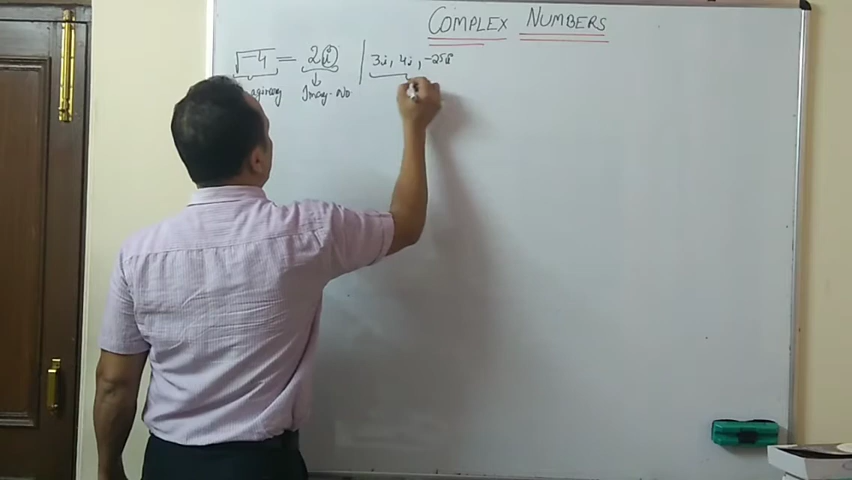 COMPLEX NUMBERS
√-4 = 2i | 3i, 4i, -25i
Imag. No